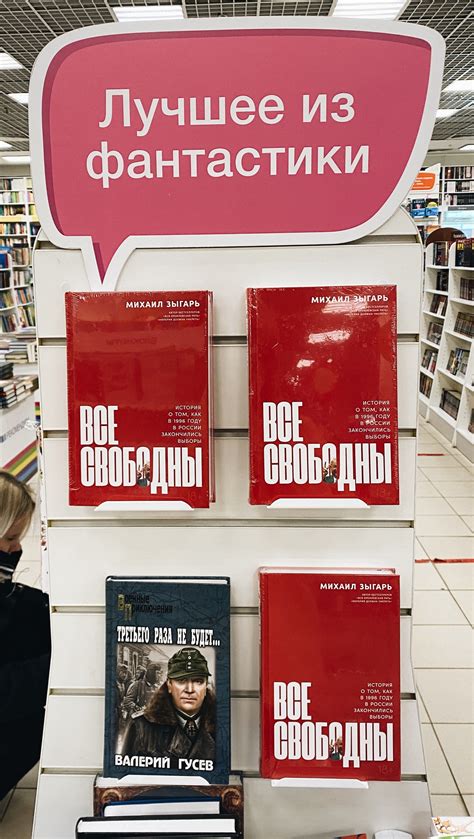 Лучшее из
фантастики
МИХАИЛ ЗЫГАРЬ
ИСТОРИЯ
О ТОМ, КАК
В 1996 ГОДУ
В РОССИИ
ЗАКОНЧИЛИСЬ
ВЫБОРЫ
ВСЕ
СВОБОДНЫ
МИХАИЛ ЗЫГАРЬ
ИСТОРИЯ
О ТОМ, КАК
В 1996 ГОДУ
В РОССИИ
ЗАКОНЧИЛИСЬ
ВЫБОРЫ
ВСЕ
СВОБОДНЫ
Военные
Приключения
ТРЕТЬЕГО РАЗА НЕ БУДЕТ...
ВАЛЕРИЙ ГУСЕВ
МИХАИЛ ЗЫГАРЬ
ИСТОРИЯ
О ТОМ, КАК
В 1996 ГОДУ
В РОССИИ
ЗАКОНЧИЛИСЬ
ВЫБОРЫ
ВСЕ
СВОБОДНЫ
18+